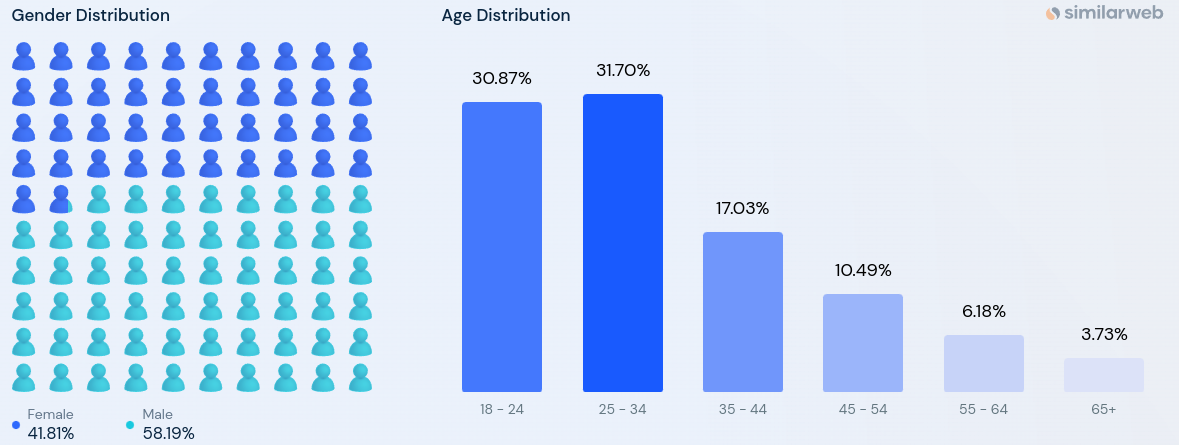 Gender Distribution
Female
41.81%
Male
58.19%
Age Distribution
similarweb
30.87%
31.70%
17.03%
10.49%
6.18%
3.73%
18 - 24
25 - 34
35 - 44
45 - 54
55 - 64
65+